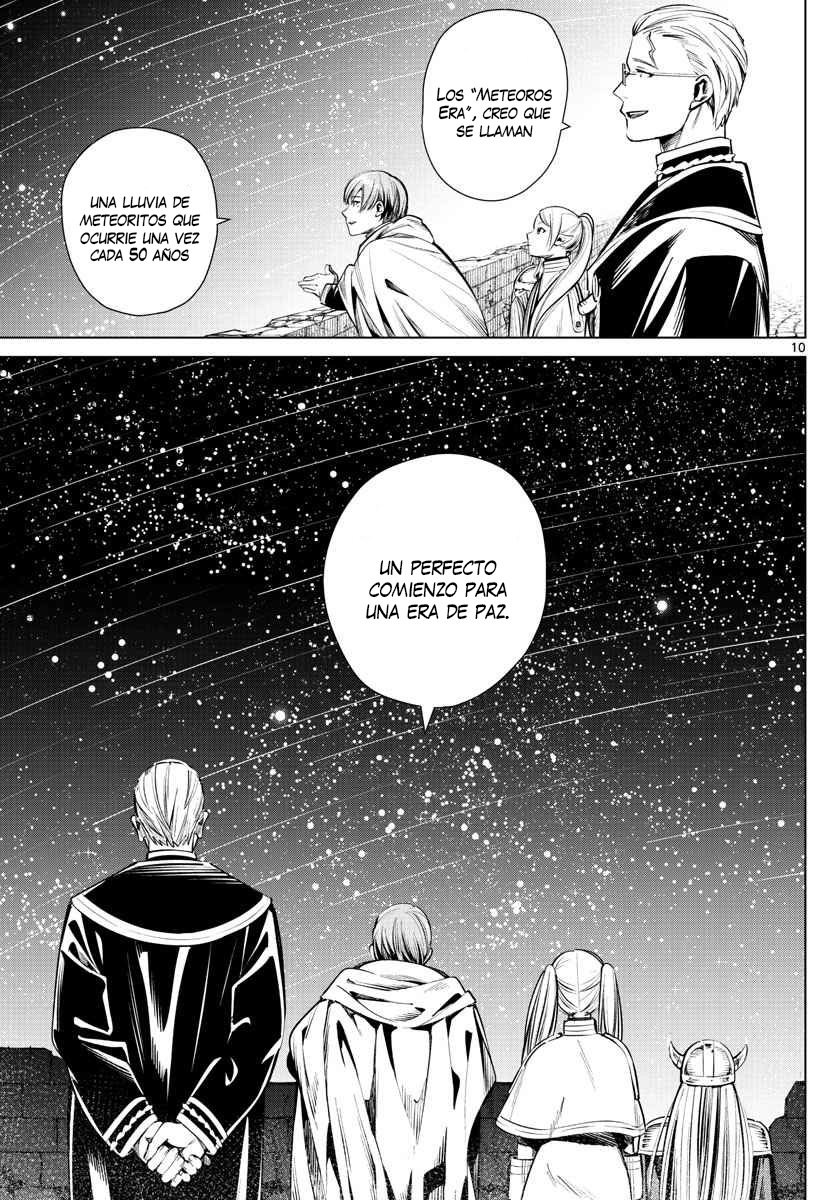 Los "Meteoros
Era", creo que
se llaman
una lluvia de
meteoritos que
ocurrie una vez
cada 50 años
10
un perfecto
comienzo para
una era de paz.